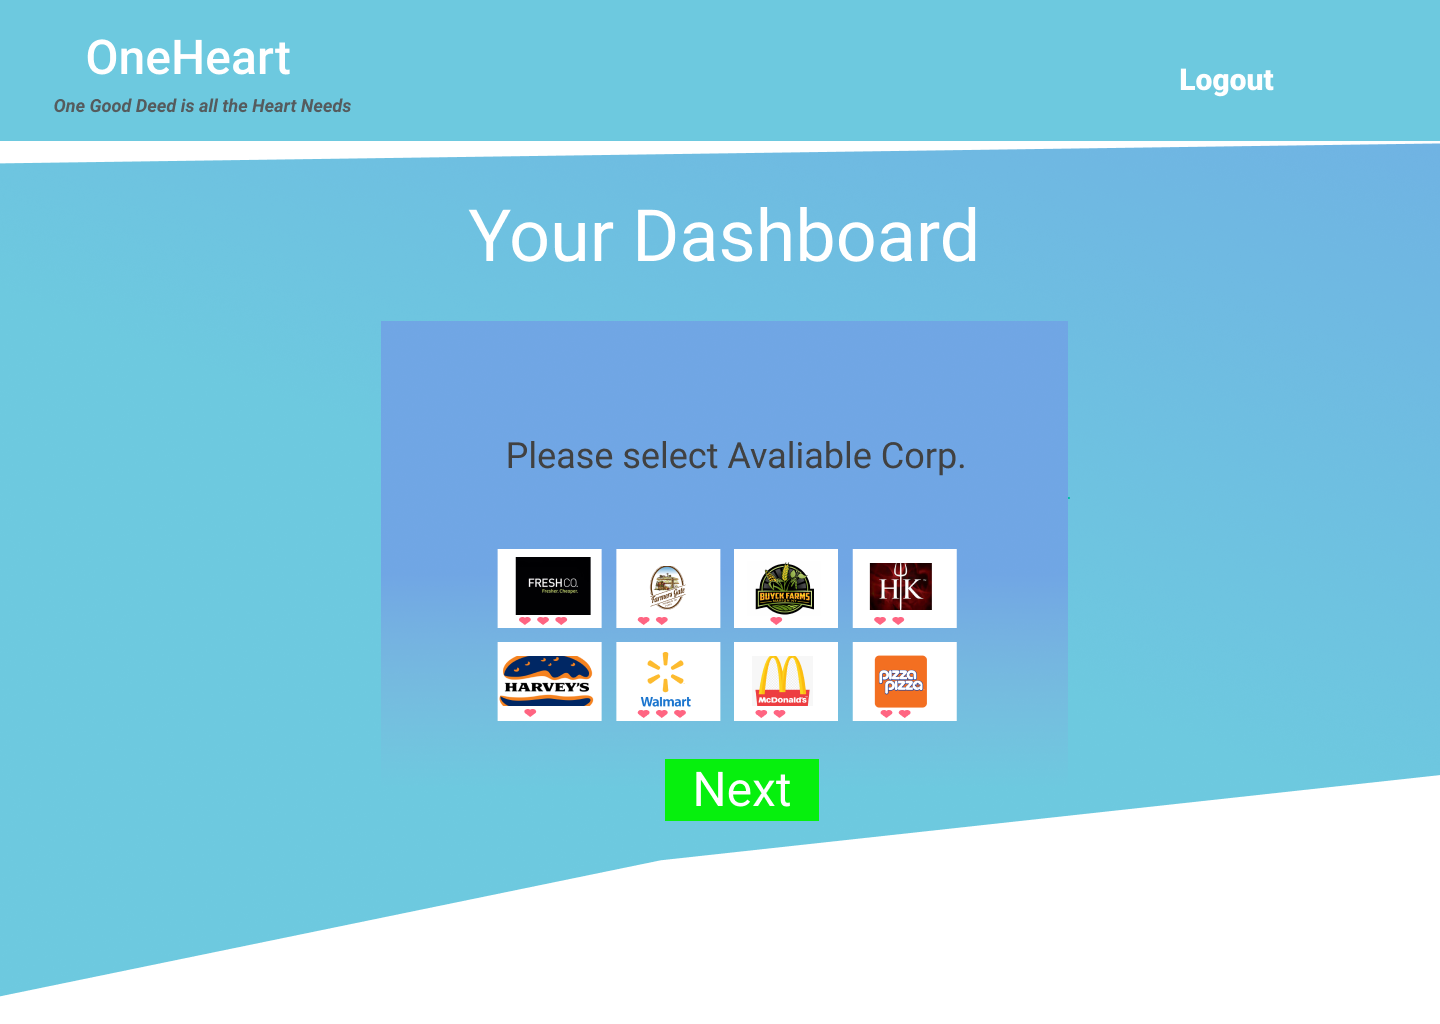 OneHeart
One Good Deed is all the Heart Needs
Logout
Your Dashboard
Please select Avaliable Corp.
FRESHCO.
Fresher. Cheaper.
Farmers Gate
BUYCK FARMS
HK
HARVEY'S
Walmart
McDonald's
pizza
pizza
Next